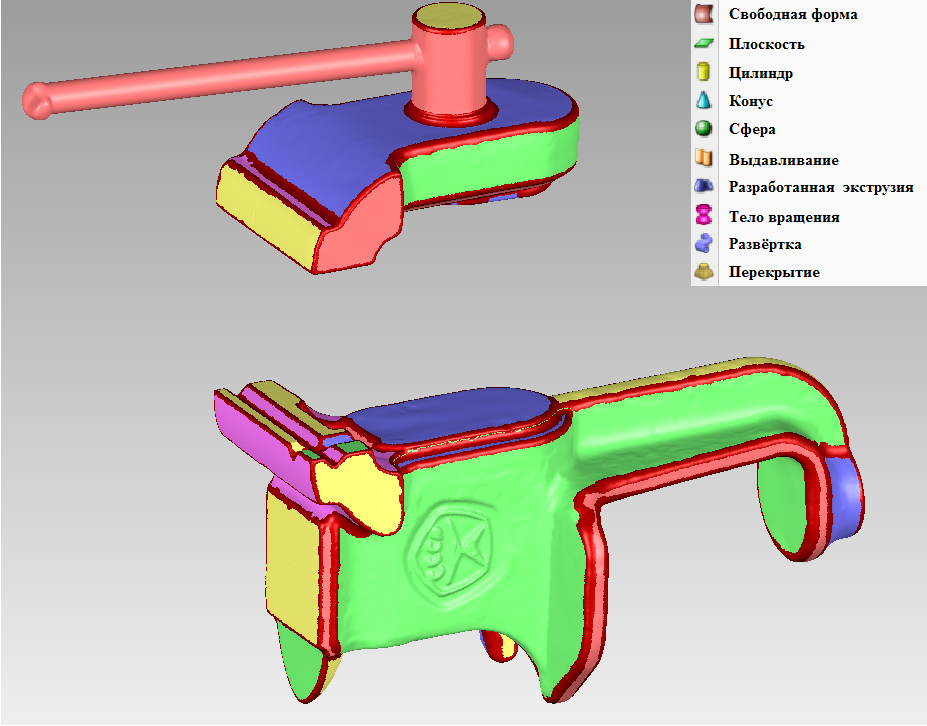 Свободная форма
Плоскость
Цилиндр
Конус
Сфера
Выдавливание
Разработанная экструзия
Тело вращения
Развёртка
Перекрытие